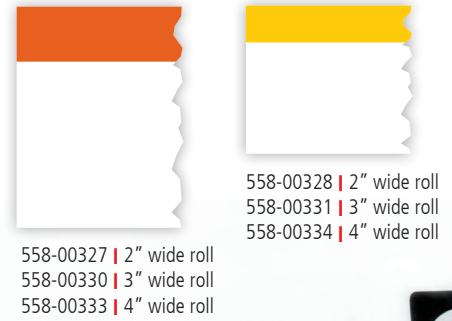 558-00328 | 2” wide roll
558-00331 | 3” wide roll
558-00334 | 4” wide roll
558-00327 | 2” wide roll
558-00330 | 3” wide roll
558-00333 | 4” wide roll